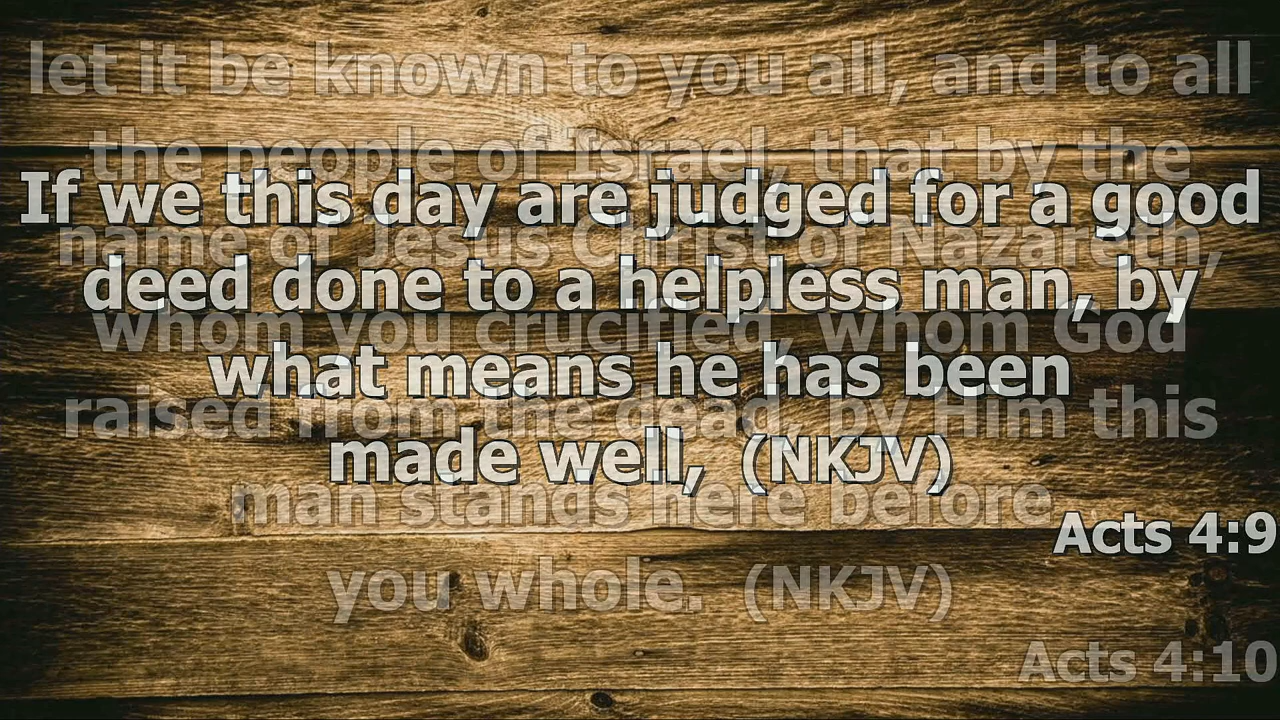 If we this day are judged for a good
deed done to a helpless man, by
what means he has been
made well, (NKJV)
Acts 4:9
let it be known to you all, and to all
the people of Israel, that by the
name of Jesus Christ of Nazareth,
whom you crucified, whom God
raised from the dead, by Him this
man stands here before
you whole. (NKJV)
Acts 4:10